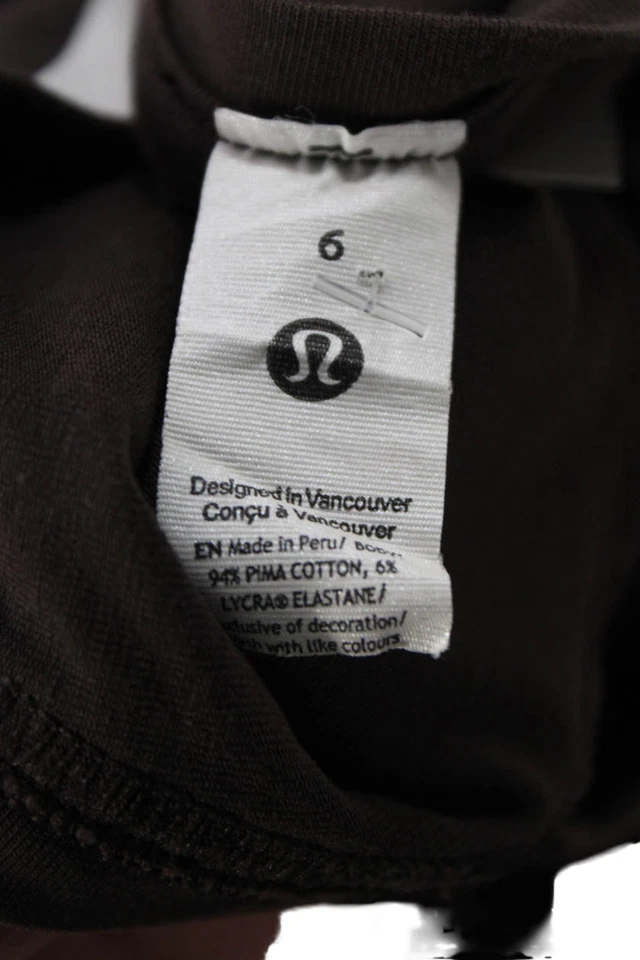 6
Designed in Vancouver
Conçu à Vancouver
EN Made in Peru/ BODY:
94% PIMA COTTON, 6%
LYCRA® ELASTANE/
of decoration/
with like colours